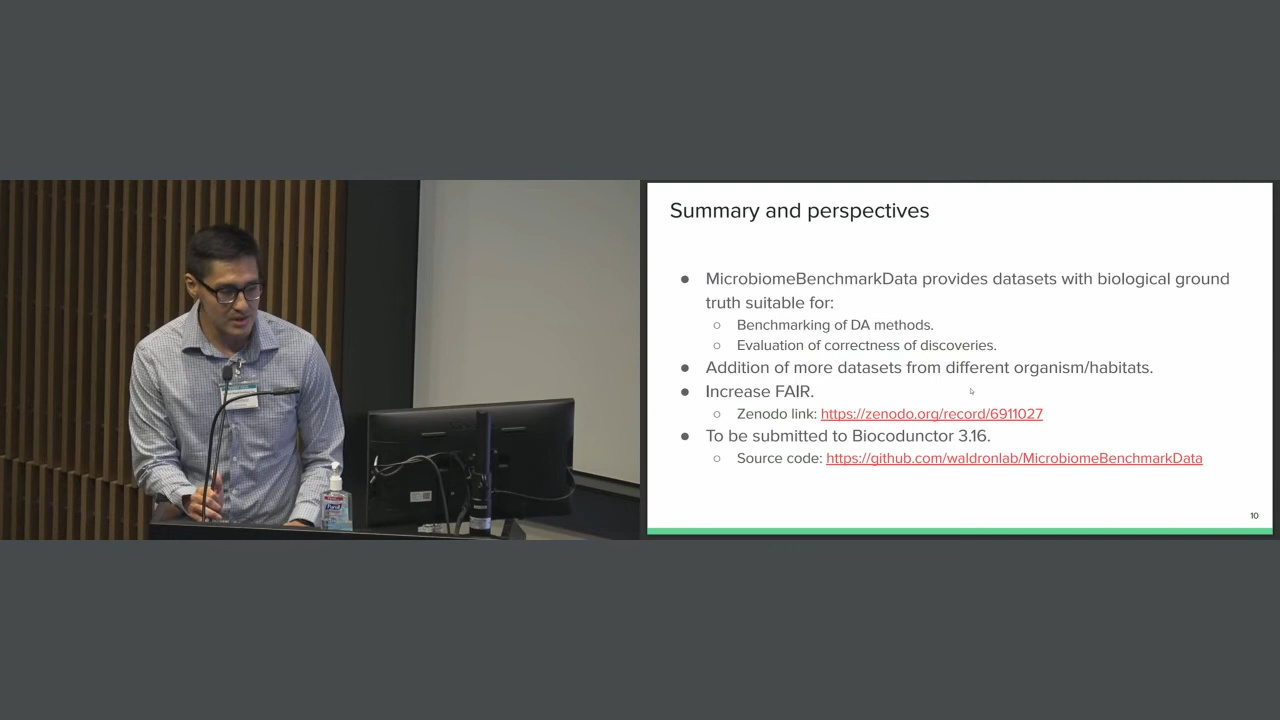 Summary and perspectives
● MicrobiomeBenchmarkData provides datasets with biological ground
truth suitable for:
○ Benchmarking of DA methods.
○ Evaluation of correctness of discoveries.
● Addition of more datasets from different organism/habitats.
● Increase FAIR.
○ Zenodo link: https://zenodo.org/record/6911027
● To be submitted to Biocodunctor 3.16.
○ Source code: https://github.com/waldronlab/MicrobiomeBenchmarkData
10